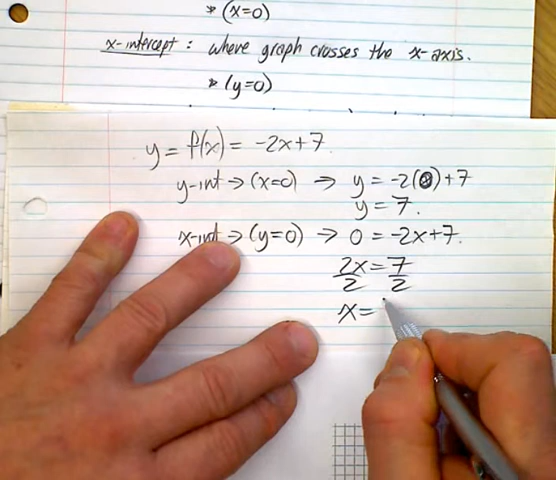 * (x=0)
x-intercept : where graph crosses the x-axis.
* (y=0)
y = f(x) = -2x+7
y-int → (x=0) → y = -2(0)+7
y = 7.
x-int → (y=0) → 0 = -2x+7.
2x = 7
2 2
x =